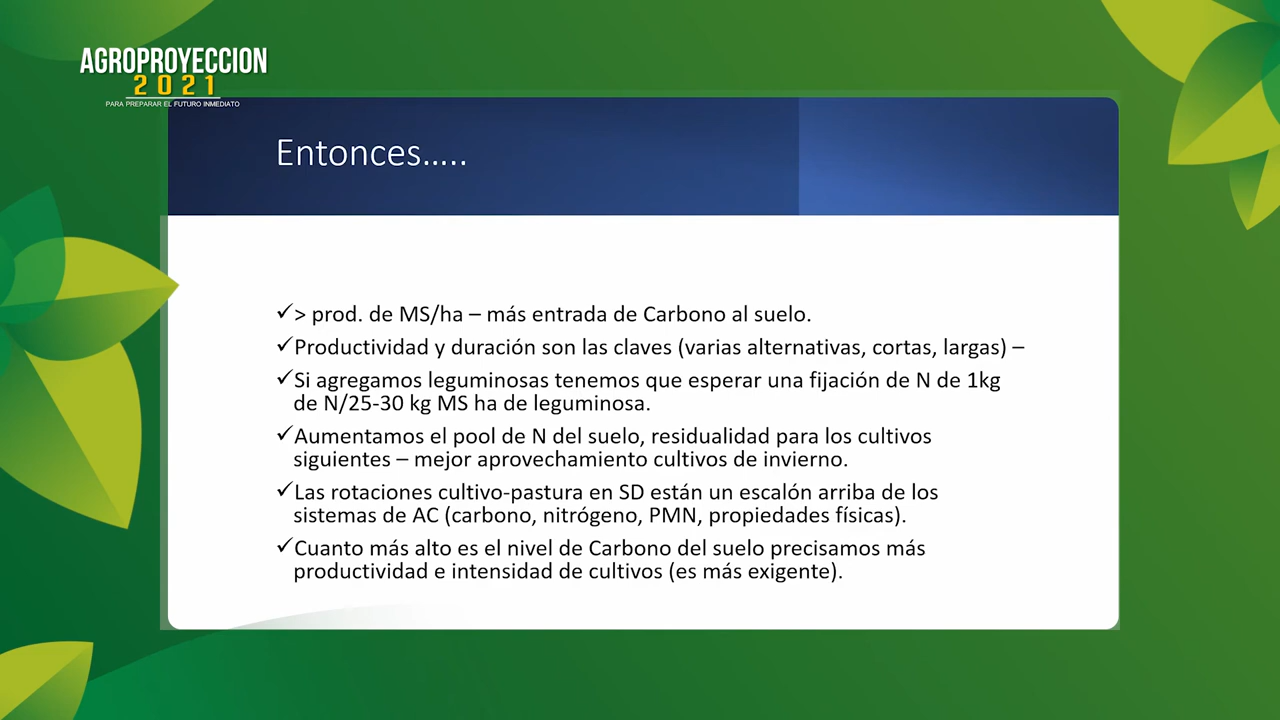 AGROPROYECCION
2021
PARA PREPARAR EL FUTURO INMEDIATO
Entonces.....
✓> prod. de MS/ha – más entrada de Carbono al suelo.
✓Productividad y duración son las claves (varias alternativas, cortas, largas) –
✓Si agregamos leguminosas tenemos que esperar una fijación de N de 1kg
de N/25-30 kg MS ha de leguminosa.
✓Aumentamos el pool de N del suelo, residualidad para los cultivos
siguientes – mejor aprovechamiento cultivos de invierno.
✓Las rotaciones cultivo-pastura en SD están un escalón arriba de los
sistemas de AC (carbono, nitrógeno, PMN, propiedades físicas).
✓Cuanto más alto es el nivel de Carbono del suelo precisamos más
productividad e intensidad de cultivos (es más exigente).